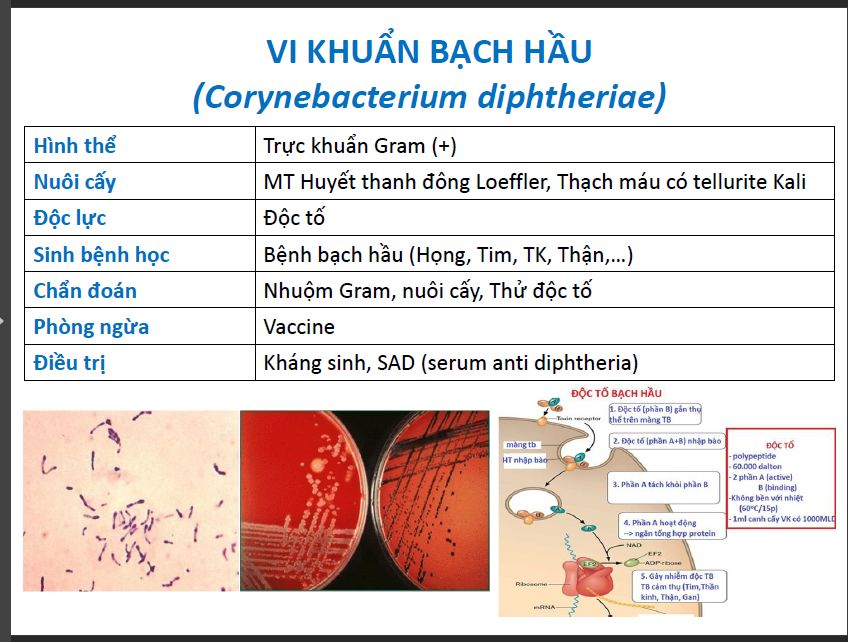 VI KHUẨN BẠCH HẦU
(Corynebacterium diphtheriae)
Hình thể Trực khuẩn Gram (+)
Nuôi cấy MT Huyết thanh đông Loeffler, Thạch máu có tellurite Kali
Độc lực Độc tố
Sinh bệnh học Bệnh bạch hầu (Họng, Tim, TK, Thận,...)
Chẩn đoán Nhuộm Gram, nuôi cấy, Thử độc tố
Phòng ngừa Vaccine
Điều trị Kháng sinh, SAD (serum anti diphtheria)
ĐỘC TỐ BẠCH HẦU
Toxin receptor
1. Độc tố (phần B) gắn thụ
thể trên màng TB
màng tb
HT nhập bào
2. Độc tố (phần A+B) nhập bào
3. Phần A tách khỏi phần B
4. Phần A hoạt động
--> ngăn tổng hợp protein
NAD
EF2
ADP-ribose
EF2
Ribosome
mRNA
5. Gây nhiễm độc TB
TB cảm thụ (Tim,Thần
kinh, Thận, Gan)
ĐỘC TỐ
- polypeptide
- 60.000 dalton
- 2 phần A (active)
B (binding)
-Không bền với nhiệt
(60°C/15p)
- 1ml canh cấy VK có 1000MLD